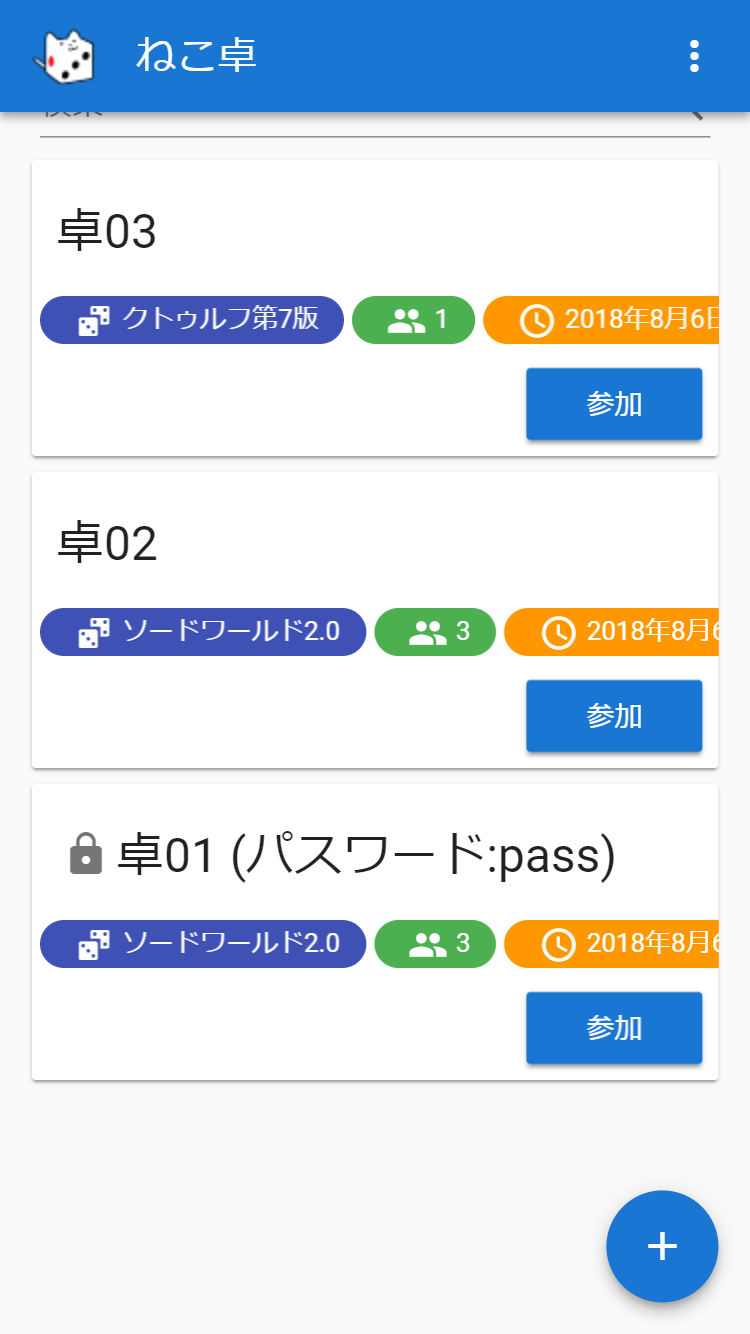 ねこ卓
卓03
クトゥルフ第7版 1 2018年8月6日
参加
卓02
ソードワールド2.0 3 2018年8月6
参加
卓01 (パスワード:pass)
ソードワールド2.0 3 2018年8月6
参加